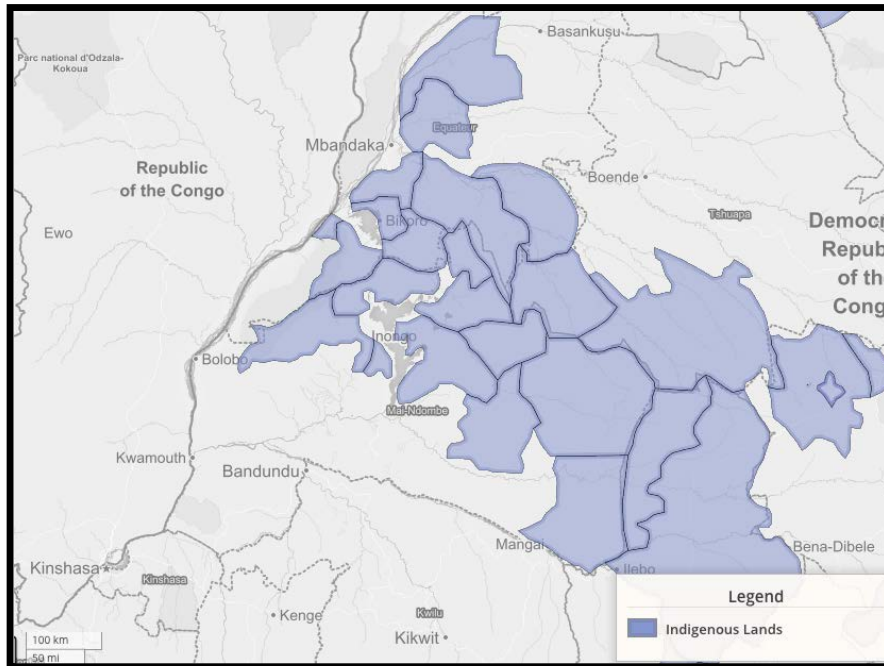 Parc national d'Odzala-
Kokoua
Basankusu
Equateur
Mbandaka
Republic
of the Congo
Boende
Tshuapa
Bikoro
Ewo
Democr
Repub
of th
Cong
Inongo
Bolobo
Mai-Ndombe
Kwamouth
Bandundu
Mangai
Bena-Dibele
Ilebo
Kinshasa
Kinshasa
Kenge
Kwilu
Kikwit
Legend
Indigenous Lands
100 km
50 mi